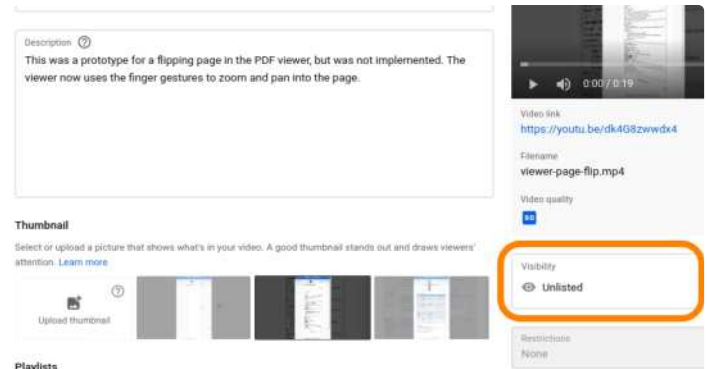 Description
This was a prototype for a flipping page in the PDF viewer, but was not implemented. The
viewer now uses the finger gestures to zoom and pan into the page.
Thumbnail
Select or upload a picture that shows what's in your video. A good thumbnail stands out and draws viewers'
attention. Learn more
Upload thumbnail
Playlists
0:00 / 0:19
Video link
https://youtu.be/dk4G8zwwdx4
Filename
viewer-page-flip.mp4
Video quality
SD
Visibility
Unlisted
Restrictions
None